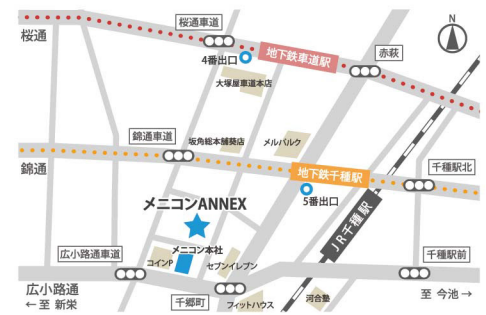 桜通車道
N
桜通
4番出口
地下鉄車道駅
赤萩
大塚屋車道本店
錦通車道
坂角総本舗葵店
メルパルク
錦通
地下鉄千種駅
千種駅北
メニコンANNEX
5番出口
JR千種駅
広小路通車道
メニコン本社
コインP
セブンイレブン
千種駅前
広小路通
← 至 新栄
千郷町
フィットハウス
河合塾
至 今池 →